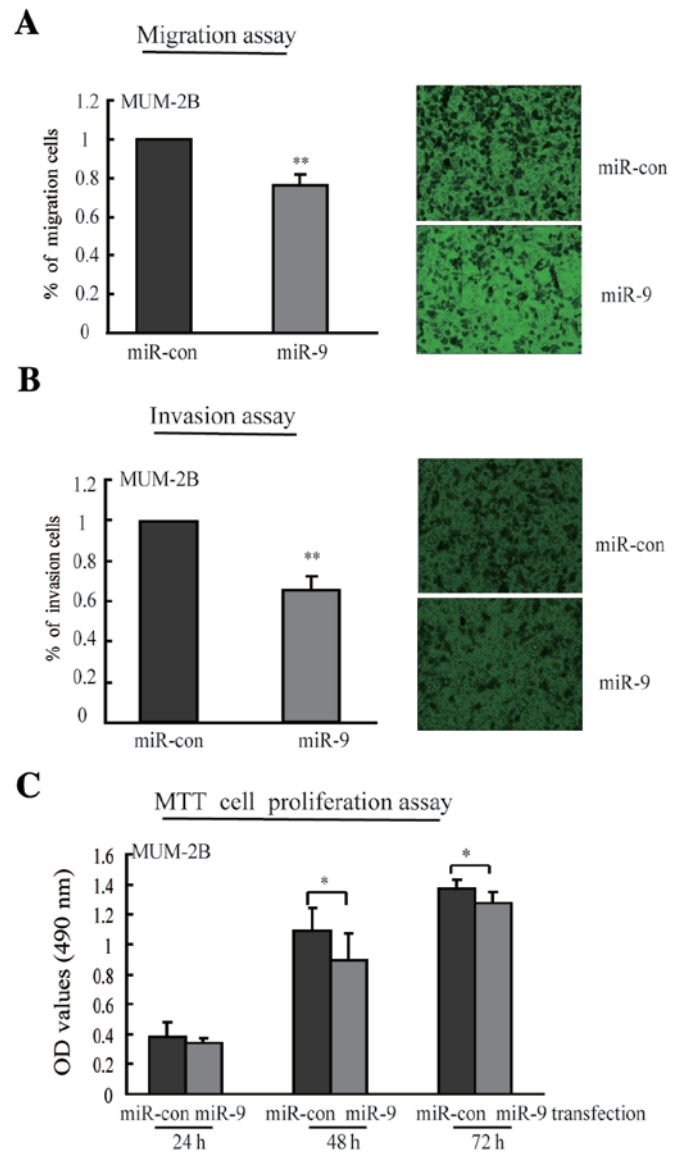 A
Migration assay
% of migration cells
1.2
1
0.8
0.6
0.4
0.2
0
MUM-2B
**
miR-con
miR-9
miR-con
miR-9
B
Invasion assay
% of invasion cells
1.2
1
0.8
0.6
0.4
0.2
0
MUM-2B
**
miR-con
miR-9
miR-con
miR-9
C
MTT cell proliferation assay
OD values (490 nm)
1.6
1.4
1.2
1
0.8
0.6
0.4
0.2
0
MUM-2B
*
*
miR-con miR-9 miR-con miR-9 miR-con miR-9 transfection
24 h 48 h 72 h